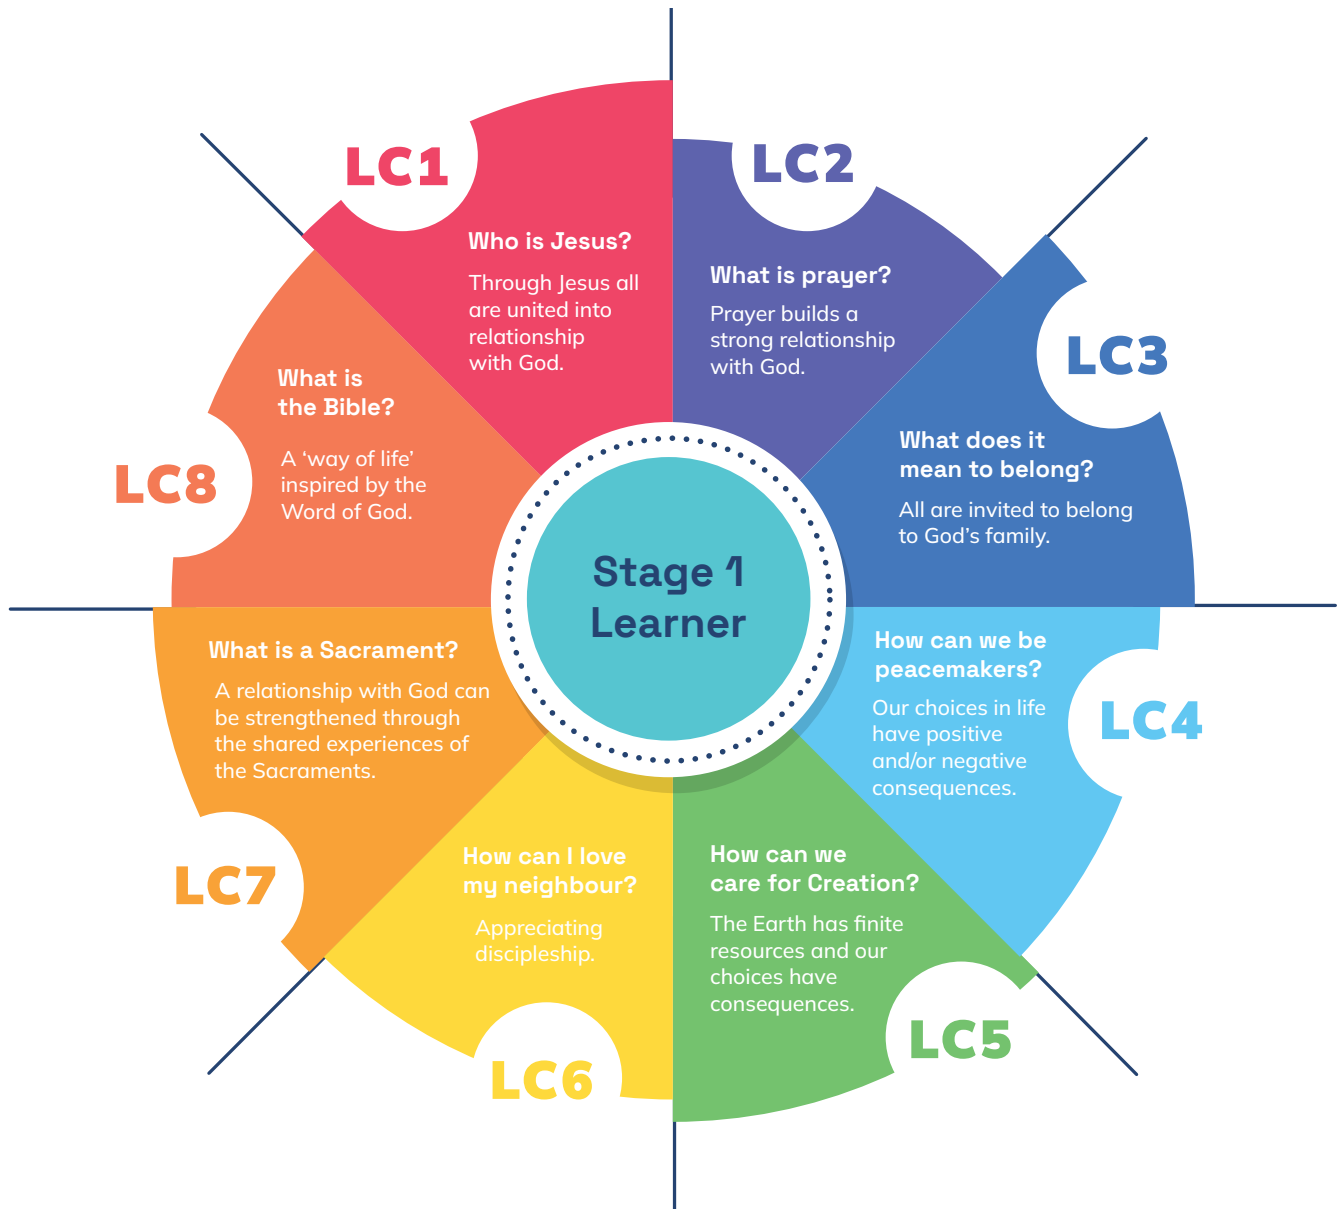 LC1
Who is Jesus?
Through Jesus all
are united into
relationship
with God.
LC2
What is prayer?
Prayer builds a
strong relationship
with God.
LC3
What does it
mean to belong?
All are invited to belong
to God’s family.
LC4
How can we be
peacemakers?
Our choices in life
have positive
and/or negative
consequences.
LC5
How can we
care for Creation?
The Earth has finite
resources and our
choices have
consequences.
LC6
How can I love
my neighbour?
Appreciating
discipleship.
LC7
What is a Sacrament?
A relationship with God can
be strengthened through
the shared experiences of
the Sacraments.
LC8
What is
the Bible?
A ‘way of life’
inspired by the
Word of God.
Stage 1
Learner